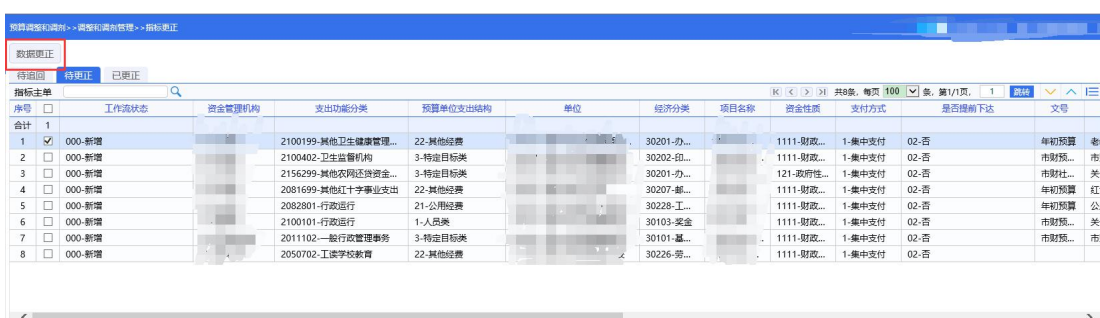 预算调整和调剂>>调整和调剂管理>>指标更正
数据更正
待追回 待更正 已更正
指标主单 共8条, 每页 100 条, 第1/1页, 1 跳转
序号 工作流状态 资金管理机构 支出功能分类 预算单位支出结构 单位 经济分类 项目名称 资金性质 支付方式 是否提前下达 文号
合计 1
1 000-新增 2100199-其他卫生健康管理... 22-其他经费 30201-办... 1111-财政... 1-集中支付 02-否 年初预算 老
2 000-新增 2100402-卫生监督机构 3-特定目标类 30202-印... 1111-财政... 1-集中支付 02-否 市财预... 市
3 000-新增 2156299-其他农网还贷资金... 3-特定目标类 30201-办... 121-政府性... 1-集中支付 02-否 市财社... 关
4 000-新增 2081699-其他红十字事业支出 22-其他经费 30207-邮... 1111-财政... 1-集中支付 02-否 年初预算 红
5 000-新增 2082801-行政运行 21-公用经费 30228-工... 1111-财政... 1-集中支付 02-否 年初预算 公
6 000-新增 2100101-行政运行 1-人员类 30103-奖金 1111-财政... 1-集中支付 02-否 市财预... 关
7 000-新增 2011102-一般行政管理事务 3-特定目标类 30101-基... 1111-财政... 1-集中支付 02-否 市财预... 市
8 000-新增 2050702-工读学校教育 22-其他经费 30226-劳... 1111-财政... 1-集中支付 02-否